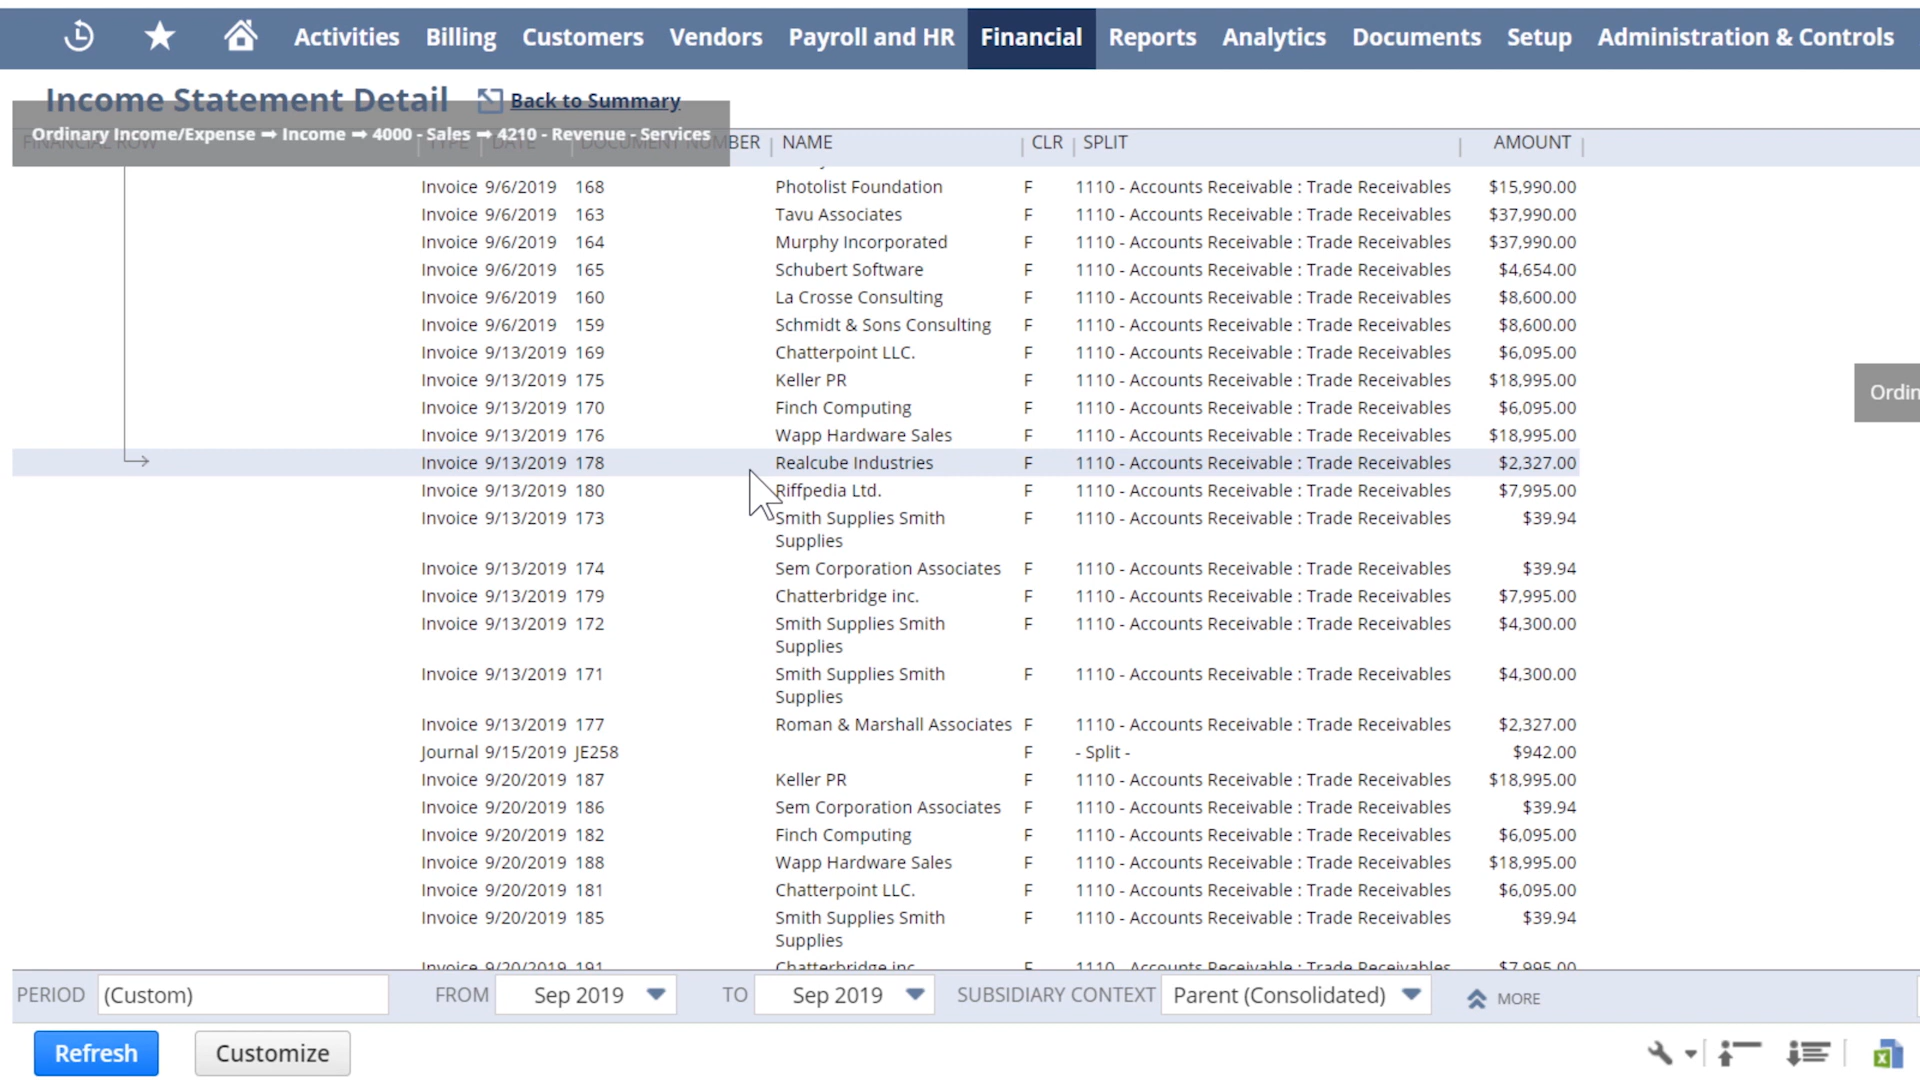 Activities Billing Customers Vendors Payroll and HR Financial Reports Analytics Documents Setup Administration & Controls
Income Statement Detail Back to Summary
Ordinary Income/Expense ➡ Income ➡ 4000 - Sales ➡ 4210 - Revenue - Services
FINANCIAL ROW TYPE DATE DOCUMENT NUMBER NAME CLR SPLIT AMOUNT
Invoice 9/6/2019 168 Photolist Foundation F 1110 - Accounts Receivable : Trade Receivables $15,990.00
Invoice 9/6/2019 163 Tavu Associates F 1110 - Accounts Receivable : Trade Receivables $37,990.00
Invoice 9/6/2019 164 Murphy Incorporated F 1110 - Accounts Receivable : Trade Receivables $37,990.00
Invoice 9/6/2019 165 Schubert Software F 1110 - Accounts Receivable : Trade Receivables $4,654.00
Invoice 9/6/2019 160 La Crosse Consulting F 1110 - Accounts Receivable : Trade Receivables $8,600.00
Invoice 9/6/2019 159 Schmidt & Sons Consulting F 1110 - Accounts Receivable : Trade Receivables $8,600.00
Invoice 9/13/2019 169 Chatterpoint LLC. F 1110 - Accounts Receivable : Trade Receivables $6,095.00
Invoice 9/13/2019 175 Keller PR F 1110 - Accounts Receivable : Trade Receivables $18,995.00
Ordin
Invoice 9/13/2019 170 Finch Computing F 1110 - Accounts Receivable : Trade Receivables $6,095.00
Invoice 9/13/2019 176 Wapp Hardware Sales F 1110 - Accounts Receivable : Trade Receivables $18,995.00
Invoice 9/13/2019 178 Realcube Industries F 1110 - Accounts Receivable : Trade Receivables $2,327.00
Invoice 9/13/2019 180 Riffpedia Ltd. F 1110 - Accounts Receivable : Trade Receivables $7,995.00
Invoice 9/13/2019 173 Smith Supplies Smith F 1110 - Accounts Receivable : Trade Receivables $39.94
Supplies
Invoice 9/13/2019 174 Sem Corporation Associates F 1110 - Accounts Receivable : Trade Receivables $39.94
Invoice 9/13/2019 179 Chatterbridge inc. F 1110 - Accounts Receivable : Trade Receivables $7,995.00
Invoice 9/13/2019 172 Smith Supplies Smith F 1110 - Accounts Receivable : Trade Receivables $4,300.00
Supplies
Invoice 9/13/2019 171 Smith Supplies Smith F 1110 - Accounts Receivable : Trade Receivables $4,300.00
Supplies
Invoice 9/13/2019 177 Roman & Marshall Associates F 1110 - Accounts Receivable : Trade Receivables $2,327.00
Journal 9/15/2019 JE258 F - Split - $942.00
Invoice 9/20/2019 187 Keller PR F 1110 - Accounts Receivable : Trade Receivables $18,995.00
Invoice 9/20/2019 186 Sem Corporation Associates F 1110 - Accounts Receivable : Trade Receivables $39.94
Invoice 9/20/2019 182 Finch Computing F 1110 - Accounts Receivable : Trade Receivables $6,095.00
Invoice 9/20/2019 188 Wapp Hardware Sales F 1110 - Accounts Receivable : Trade Receivables $18,995.00
Invoice 9/20/2019 181 Chatterpoint LLC. F 1110 - Accounts Receivable : Trade Receivables $6,095.00
Invoice 9/20/2019 185 Smith Supplies Smith F 1110 - Accounts Receivable : Trade Receivables $39.94
Supplies
Invoice 9/20/2019 191 Chatterbridge inc. F 1110 - Accounts Receivable : Trade Receivables $7,995.00
PERIOD (Custom) FROM Sep 2019 TO Sep 2019 SUBSIDIARY CONTEXT Parent (Consolidated) MORE
Refresh Customize